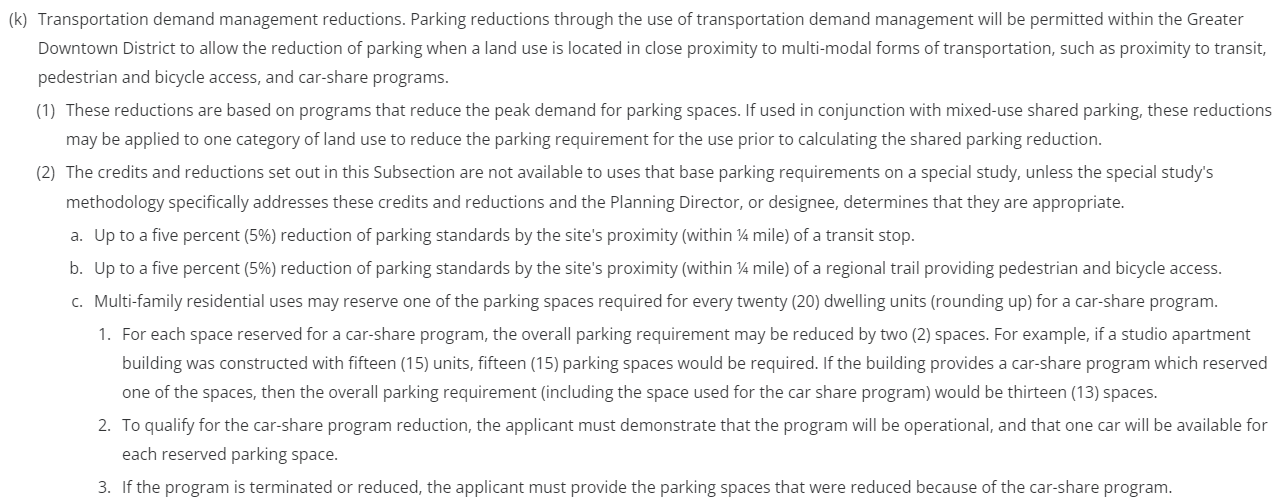 (k) Transportation demand management reductions. Parking reductions through the use of transportation demand management will be permitted within the Greater
Downtown District to allow the reduction of parking when a land use is located in close proximity to multi-modal forms of transportation, such as proximity to transit,
pedestrian and bicycle access, and car-share programs.
(1) These reductions are based on programs that reduce the peak demand for parking spaces. If used in conjunction with mixed-use shared parking, these reductions
may be applied to one category of land use to reduce the parking requirement for the use prior to calculating the shared parking reduction.
(2) The credits and reductions set out in this Subsection are not available to uses that base parking requirements on a special study, unless the special study's
methodology specifically addresses these credits and reductions and the Planning Director, or designee, determines that they are appropriate.
a. Up to a five percent (5%) reduction of parking standards by the site's proximity (within ¼ mile) of a transit stop.
b. Up to a five percent (5%) reduction of parking standards by the site's proximity (within ¼ mile) of a regional trail providing pedestrian and bicycle access.
c. Multi-family residential uses may reserve one of the parking spaces required for every twenty (20) dwelling units (rounding up) for a car-share program.
1. For each space reserved for a car-share program, the overall parking requirement may be reduced by two (2) spaces. For example, if a studio apartment
building was constructed with fifteen (15) units, fifteen (15) parking spaces would be required. If the building provides a car-share program which reserved
one of the spaces, then the overall parking requirement (including the space used for the car share program) would be thirteen (13) spaces.
2. To qualify for the car-share program reduction, the applicant must demonstrate that the program will be operational, and that one car will be available for
each reserved parking space.
3. If the program is terminated or reduced, the applicant must provide the parking spaces that were reduced because of the car-share program.